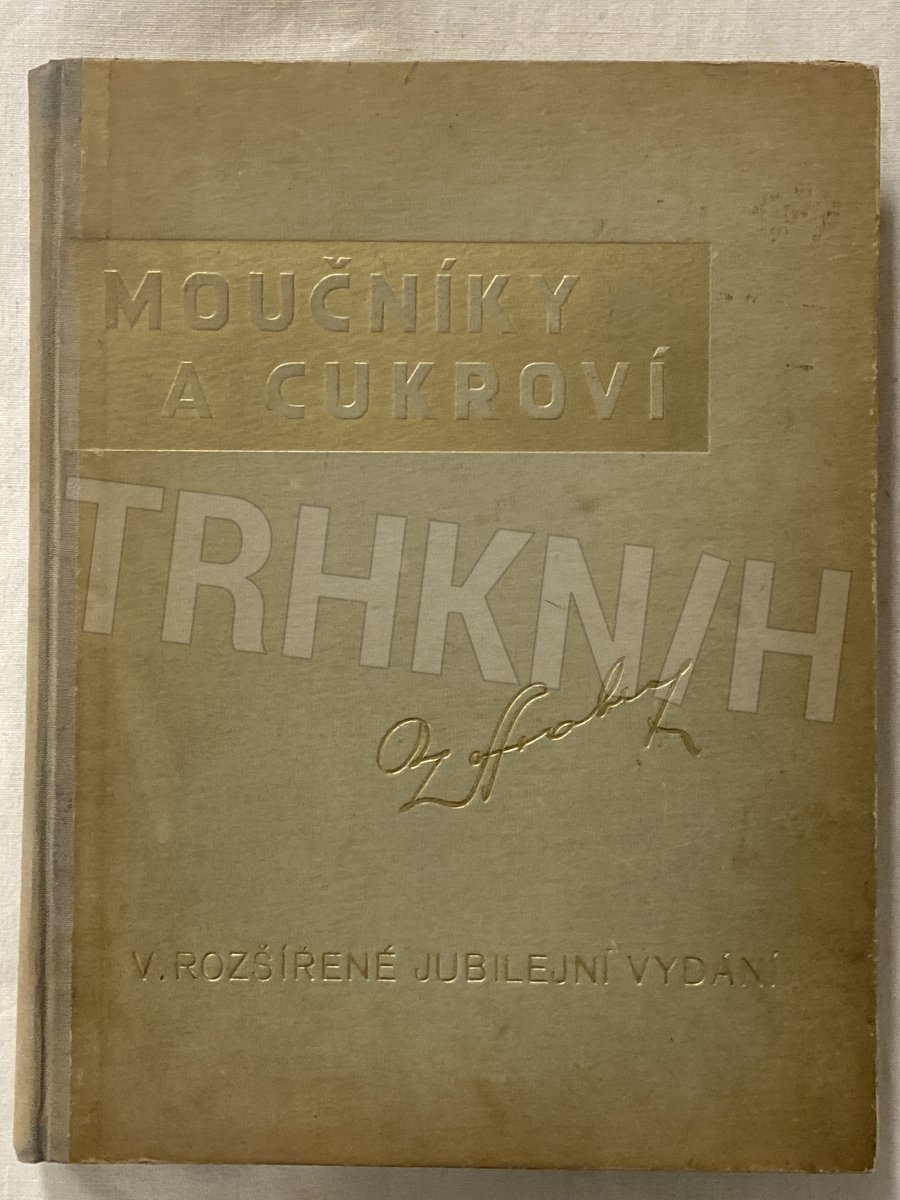 MOUČNÍKY
A CUKROVÍ
TRHKNIH
V. ROZŠÍŘENÉ JUBILEJNÍ VYDÁNÍ